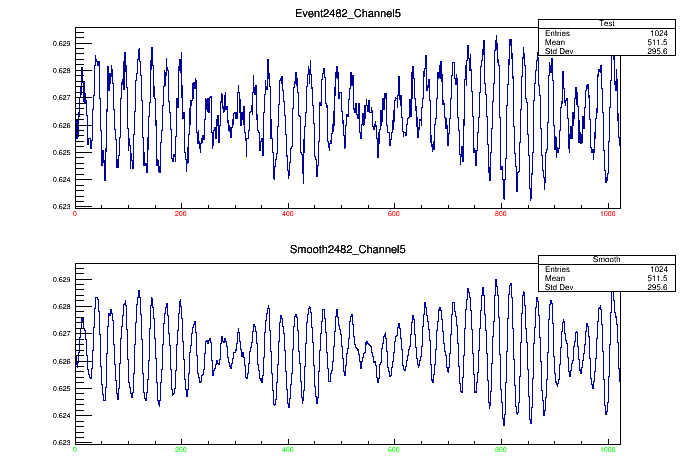 Event2482_Channel5
Test
Entries 1024
Mean 511.5
Std Dev 295.6
0.629
0.628
0.627
0.626
0.625
0.624
0.623
0 200 400 600 800 1000
Smooth2482_Channel5
Smooth
Entries 1024
Mean 511.5
Std Dev 295.6
0.629
0.628
0.627
0.626
0.625
0.624
0.623
0 200 400 600 800 1000